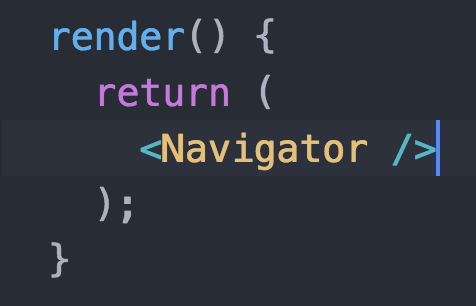 render() {
return (
<Navigator />
);
}